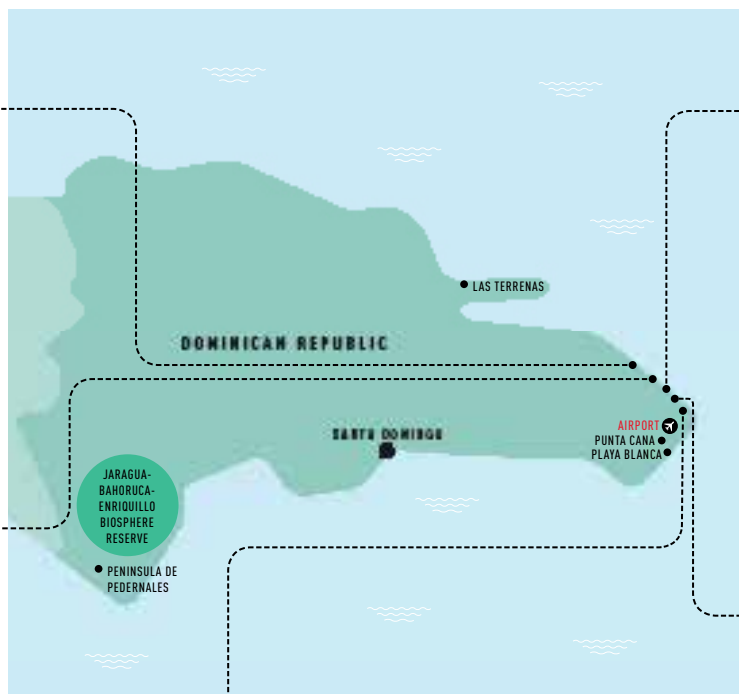 LAS TERRENAS
DOMINICAN REPUBLIC
AIRPORT
SANTO DOMINGO
PUNTA CANA
PLAYA BLANCA
JARAGUA-
BAHORUCA-
ENRIQUILLO
BIOSPHERE
RESERVE
PENINSULA DE
PEDERNALES